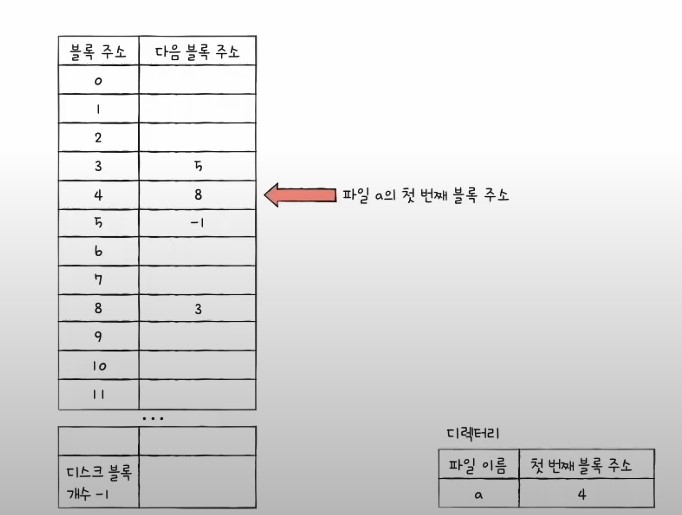 블록 주소 다음 블록 주소
0
1
2
3 5
4 8
파일 a의 첫 번째 블록 주소
5 -1
6
7
8 3
9
10
11
...
디스크 블록
개수 -1
디렉터리
파일 이름 첫 번째 블록 주소
a 4